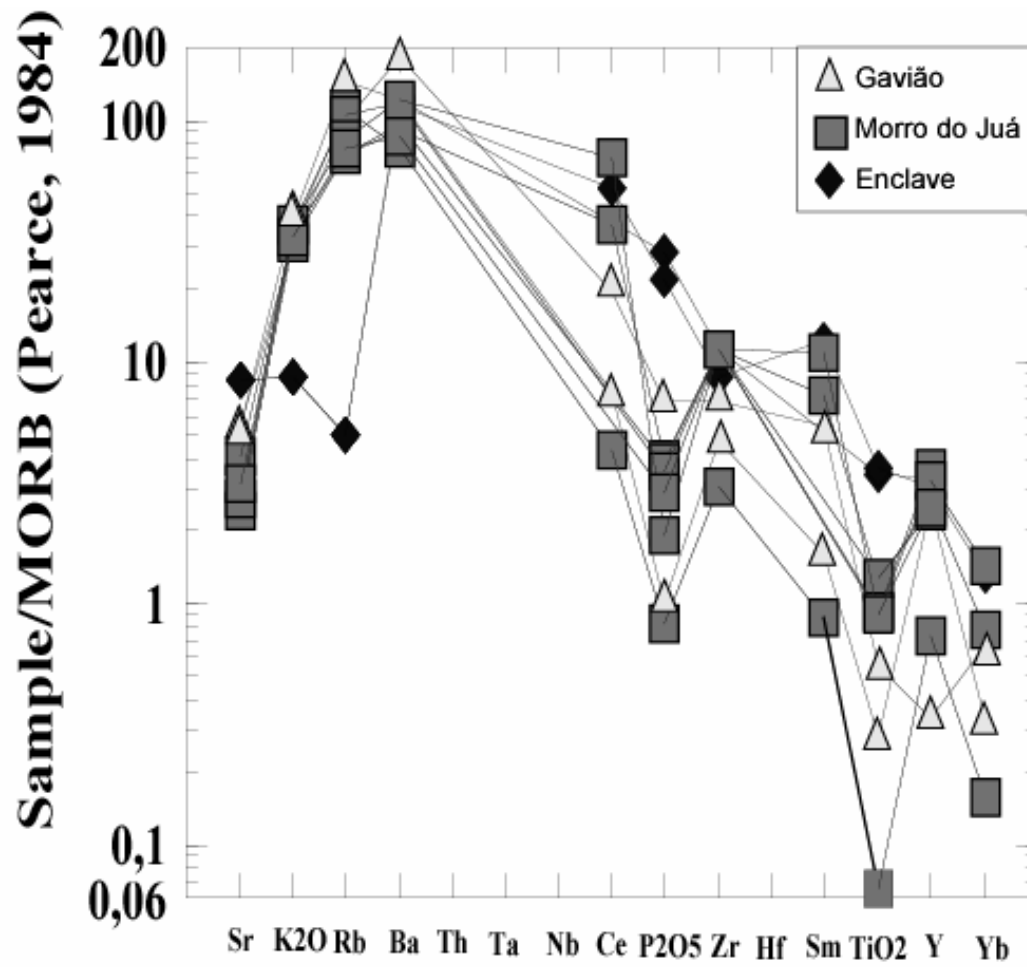 Sample/MORB (Pearce, 1984)
200
100
10
1
0,1
0,06
Gavião
Morro do Juá
Enclave
Sr K2O Rb Ba Th Ta Nb Ce P2O5 Zr Hf Sm TiO2 Y Yb